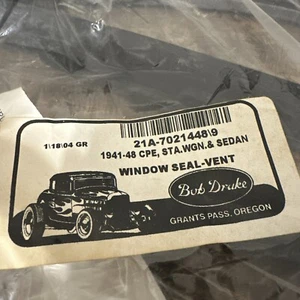 1\18\04 GR
21A-7021448\9
1941-48 CPE, STA.WGN.& SEDAN
WINDOW SEAL-VENT
Bob Drake
GRANTS PASS, OREGON